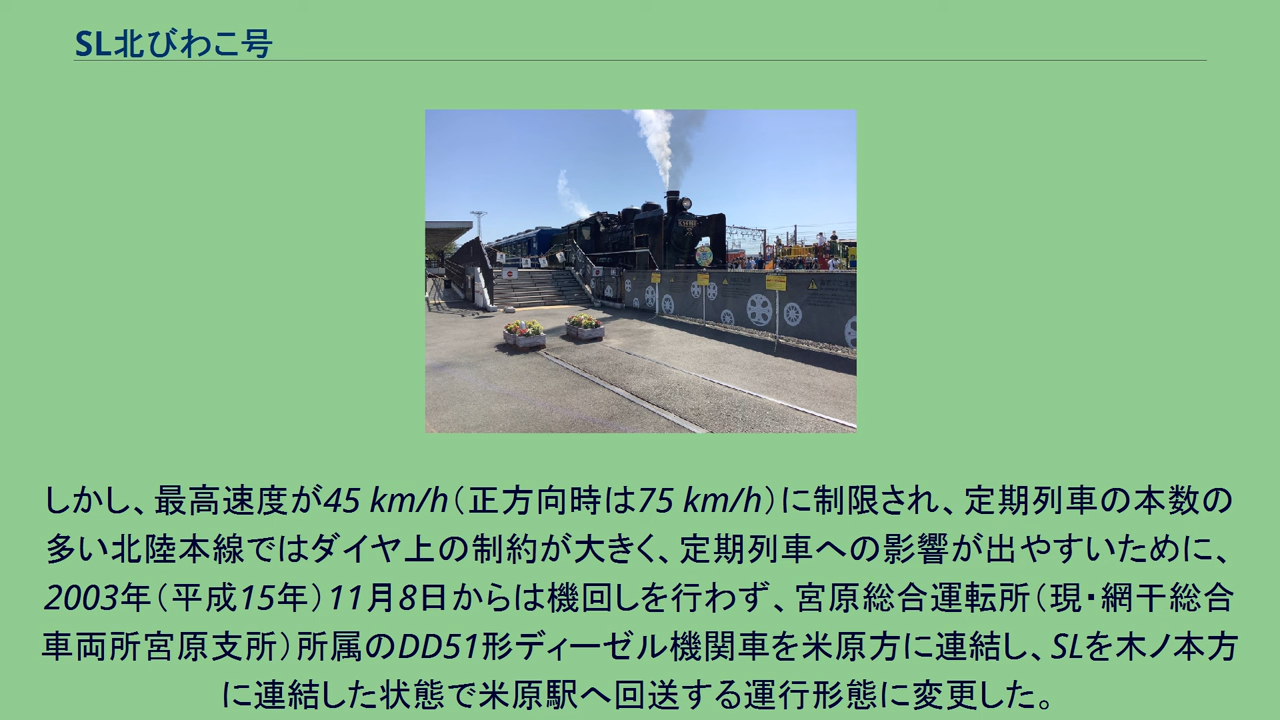 SL北びわこ号
しかし、最高速度が45 km/h（正方向時は75 km/h）に制限され、定期列車の本数の
多い北陸本線ではダイヤ上の制約が大きく、定期列車への影響が出やすいために、
2003年（平成15年）11月8日からは機回しを行わず、宮原総合運転所（現・網干総合
車両所宮原支所）所属のDD51形ディーゼル機関車を米原方に連結し、SLを木ノ本方
に連結した状態で米原駅へ回送する運行形態に変更した。